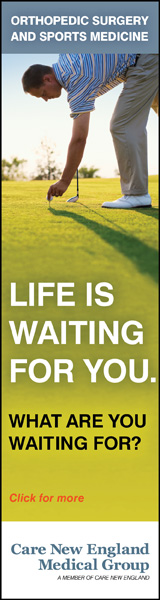 ORTHOPEDIC SURGERY
AND SPORTS MEDICINE
LIFE IS
WAITING
FOR YOU.
WHAT ARE YOU
WAITING FOR?
Click for more
Care New England
Medical Group
A MEMBER OF CARE NEW ENGLAND